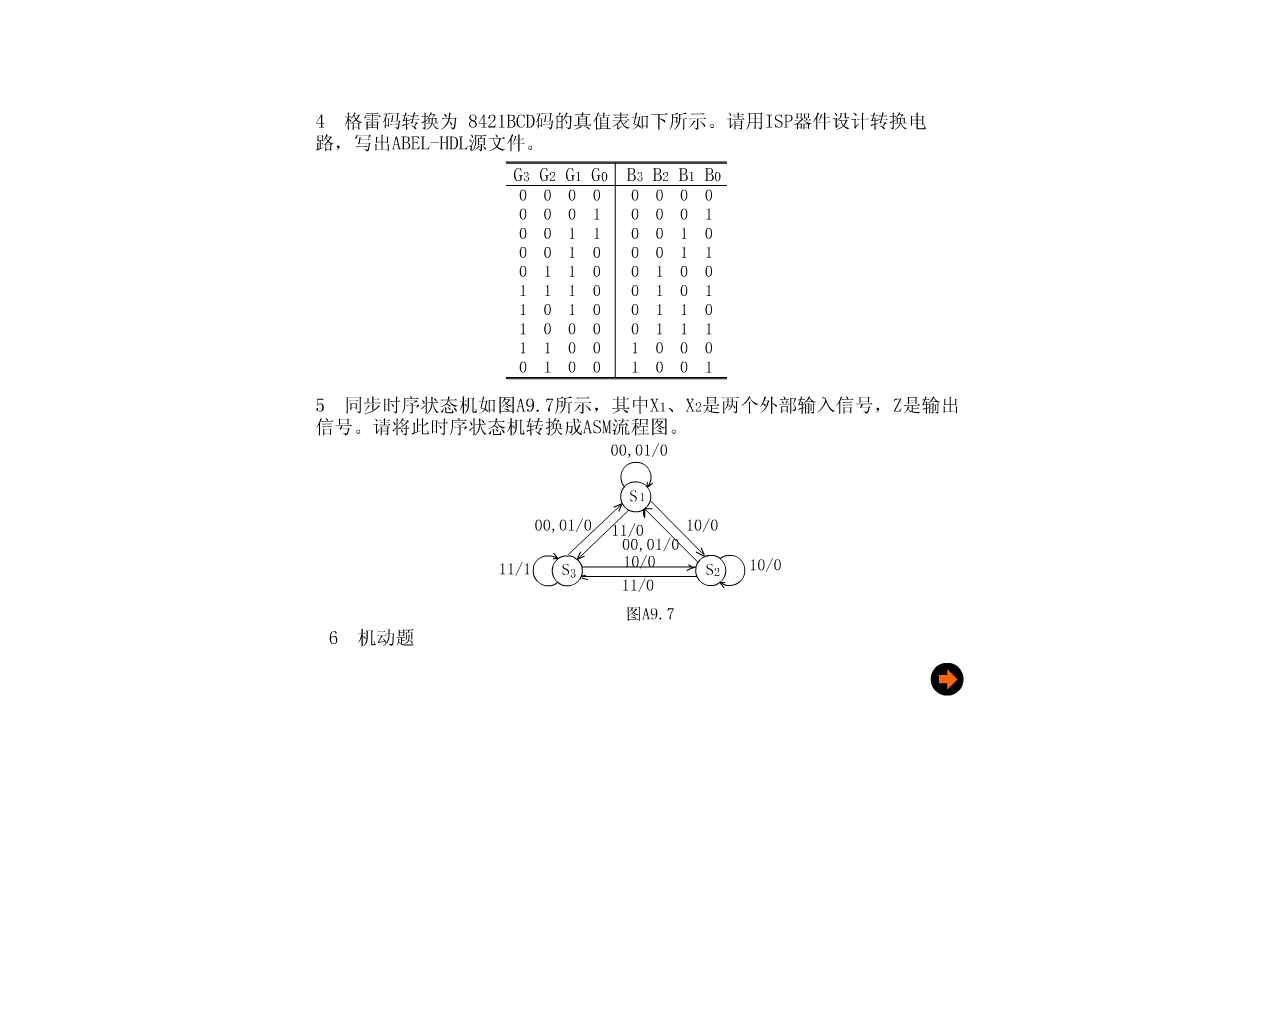 4 格雷码转换为 8421BCD码的真值表如下所示。请用ISP器件设计转换电
路，写出ABEL-HDL源文件。
G3 G2 G1 G0 B3 B2 B1 B0
0 0 0 0 0 0 0 0
0 0 0 1 0 0 0 1
0 0 1 1 0 0 1 0
0 0 1 0 0 0 1 1
0 1 1 0 0 1 0 0
1 1 1 0 0 1 0 1
1 0 1 0 0 1 1 0
1 0 0 0 0 1 1 1
1 1 0 0 1 0 0 0
0 1 0 0 1 0 0 1
5 同步时序状态机如图A9.7所示，其中X1、X2是两个外部输入信号，Z是输出
信号。请将此时序状态机转换成ASM流程图。
00,01/0
S1
00,01/0 11/0 10/0
00,01/0
10/0
11/1 S3 S2 10/0
11/0
图A9.7
6 机动题